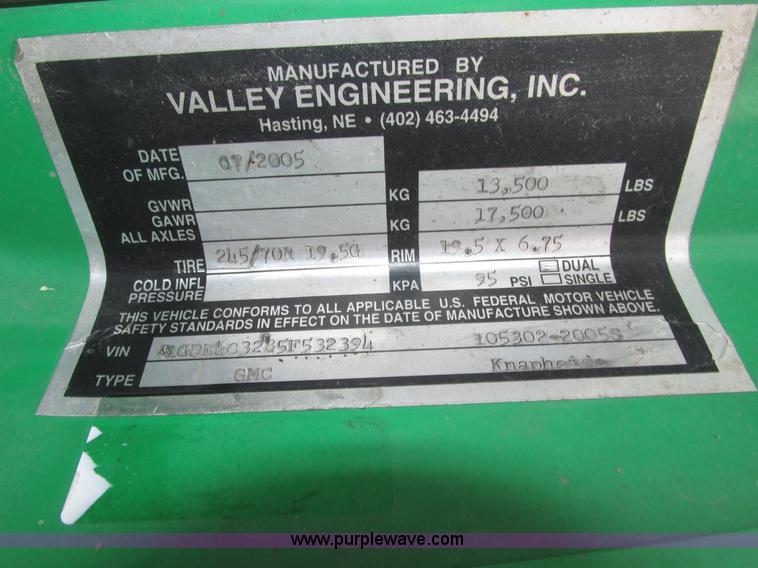 MANUFACTURED BY
VALLEY ENGINEERING, INC.
Hasting, NE • (402) 463-4494
DATE OF MFG. 07/2005
GVWR KG 13,500 LBS
GAWR ALL AXLES KG 17,500 LBS
TIRE 245/70R 19.5G RIM 19.5 X 6.75
COLD INFL PRESSURE KPA 95 PSI DUAL SINGLE
THIS VEHICLE CONFORMS TO ALL APPLICABLE U.S. FEDERAL MOTOR VEHICLE
SAFETY STANDARDS IN EFFECT ON THE DATE OF MANUFACTURE SHOWN ABOVE.
VIN
TYPE GMC
www.purplewave.com